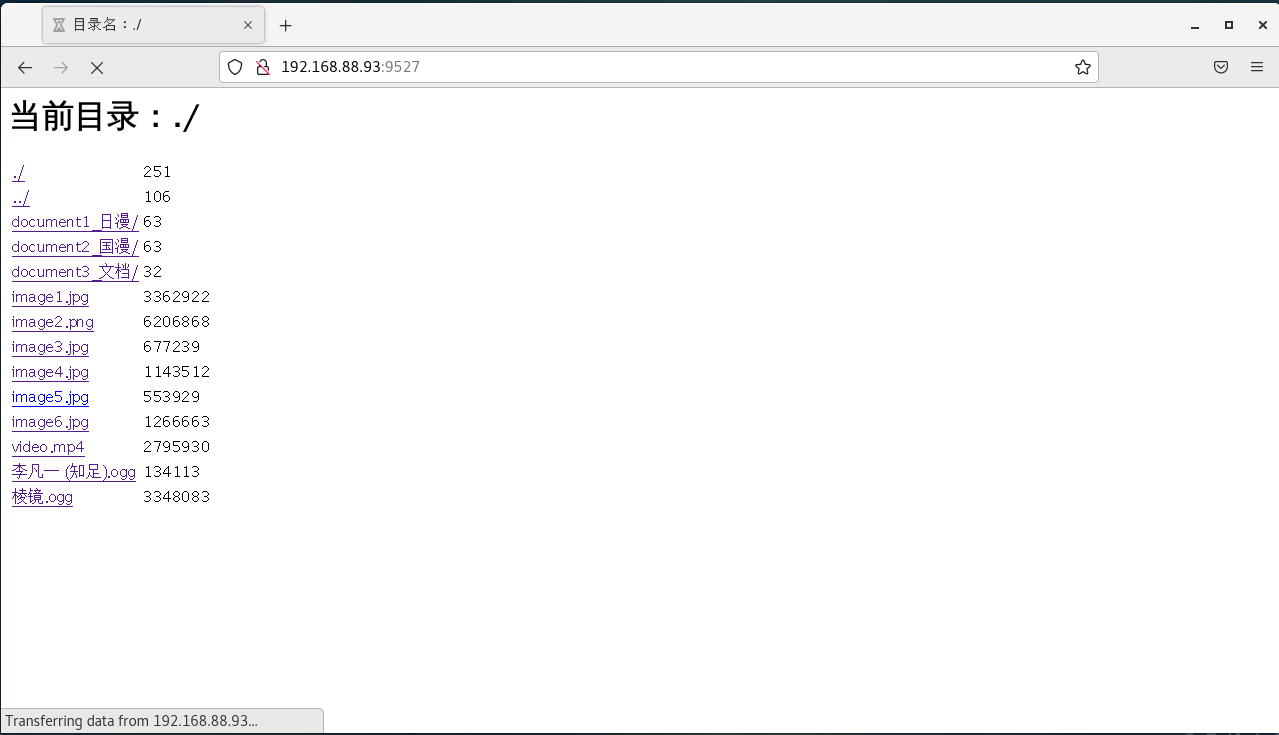 目录名：./
192.168.88.93:9527
当前目录：./
./ 251
../ 106
document1_日漫/ 63
document2_国漫/ 63
document3_文档/ 32
image1.jpg 3362922
image2.png 6206868
image3.jpg 677239
image4.jpg 1143512
image5.jpg 553929
image6.jpg 1266663
video.mp4 2795930
李凡一 (知足).ogg 134113
棱镜.ogg 3348083
Transferring data from 192.168.88.93...